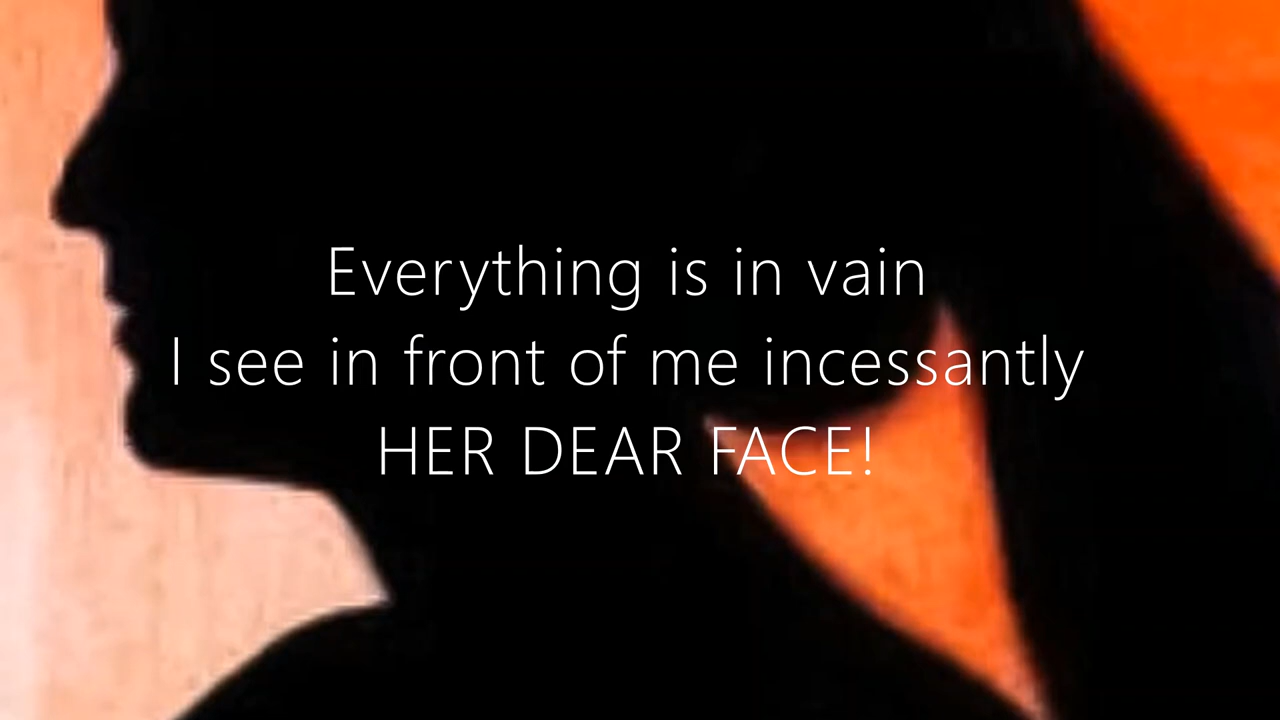 Everything is in vain
I see in front of me incessantly
HER DEAR FACE!